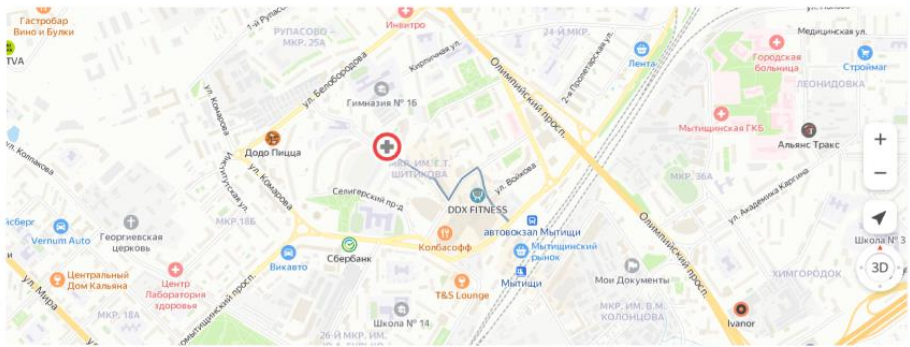 Гастробар
Вино и Булки
TVA
1-й Рупасово
РУПАСОВО –
МКР. 25А
Инвитро
Кирпичная ул.
24-Й МКР.
Олимпийский просп.
2-я Пролетарская ул.
Лента
Городская
больница
Медицинская ул.
Строймаг
ЛЕОНИДОВКА
ул. Белобородова
ул. Комарова
Гимназия № 16
Мытищинская ГКБ
Альянс Тракс
ул. Колпакова
Додо Пицца
Институтская ул.
ул. Комарова
МКР. ИМ. Г.Т.
ШИТИКОВА
Селигерский пр-д
ул. Войкова
DDX FITNESS
МКР. 36А
ул. Академика Каргина
йсберг
Vernum Auto
Георгиевская
церковь
МКР.18Б
автовокзал Мытищи
Олимпийский просп.
Школа № 3
Колбасофф
Мытищинский
рынок
Сбербанк
Викавто
3D
Центральный
Дом Кальяна
Центр
Лаборатория
здоровья
T&S Lounge
Мытищи
Мои Документы
ХИМГОРОДОК
ул. Мира
МКР. 18А
Школа № 14
МКР. ИМ. В.М.
КОЛОНЦОВА
Ivanor
26-Й МКР. ИМ.